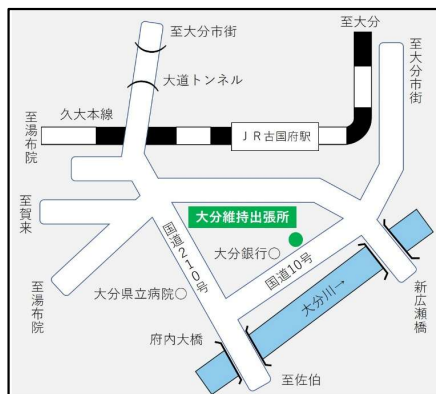 至大分市街
至大分
大道トンネル
至大分市街
久大本線
至湯布院
JR古国府駅
至賀来
大分維持出張所
国道210号
大分銀行○
国道10号
至湯布院
大分県立病院○
大分川→
新広瀬橋
府内大橋
至佐伯